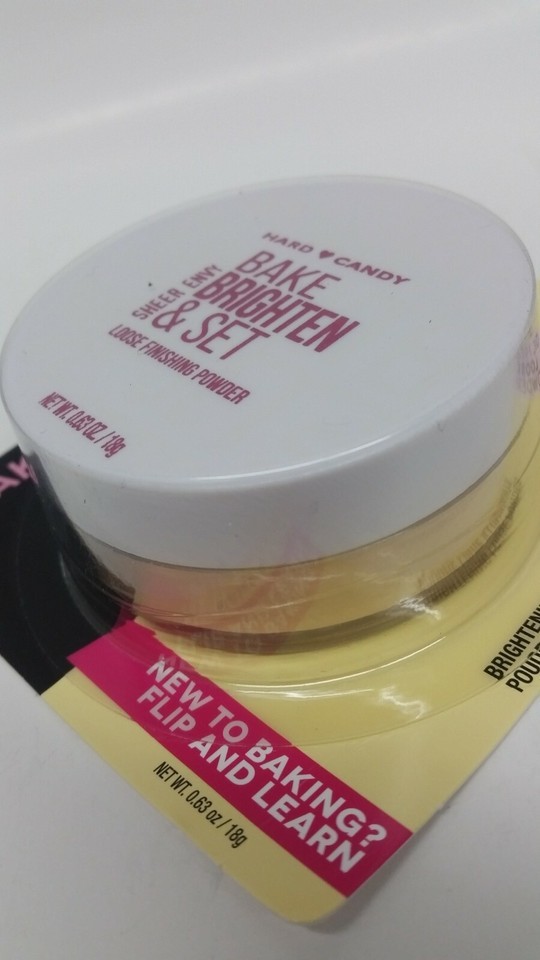 HARD CANDY
SHEER ENVY
BAKE
BRIGHTEN
& SET
LOOSE FINISHING POWDER
NET WT. 0.63 OZ / 18g
NEW TO BAKING?
FLIP AND LEARN
NET WT. 0.63 oz / 18g